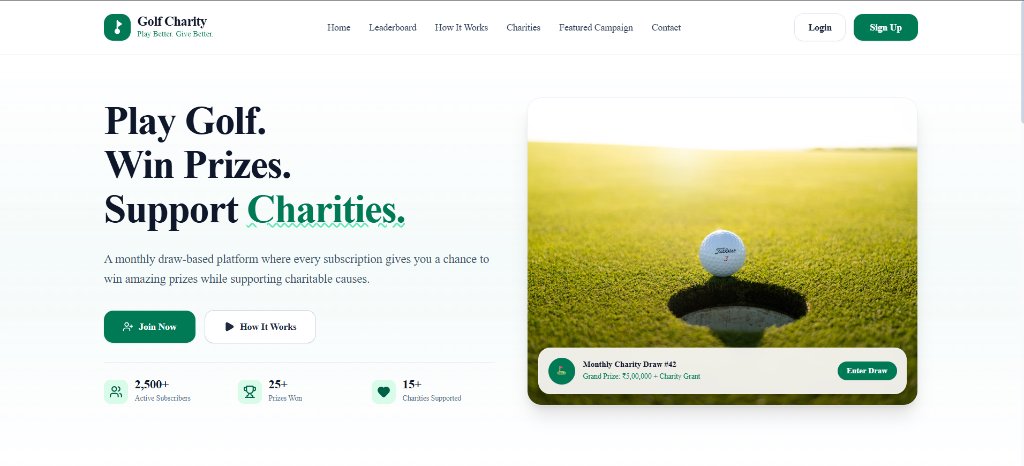 Golf Charity
Play Better. Give Better.
Home
Leaderboard
How It Works
Charities
Featured Campaign
Contact
Login
Sign Up
Play Golf.
Win Prizes.
Support Charities.
A monthly draw-based platform where every subscription gives you a chance to
win amazing prizes while supporting charitable causes.
Join Now
How It Works
2,500+
Active Subscribers
25+
Prizes Won
15+
Charities Supported
Titleist
3
Monthly Charity Draw #42
Grand Prize: ₹5,00,000 + Charity Grant
Enter Draw